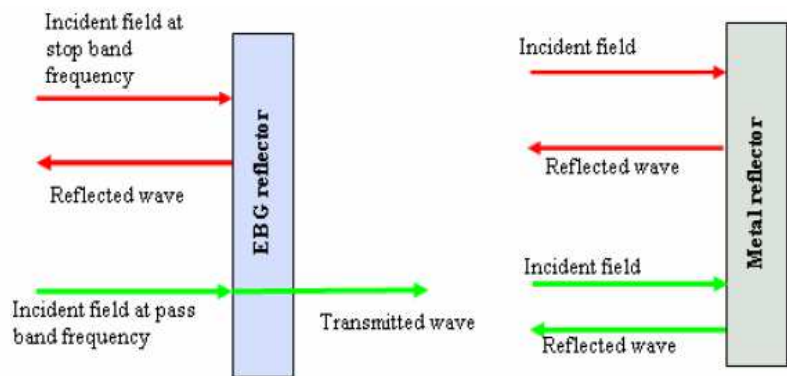 Incident field at
stop band
frequency
Reflected wave
EBG reflector
Incident field at pass
band frequency
Transmitted wave
Incident field
Reflected wave
Metal reflector
Incident field
Reflected wave